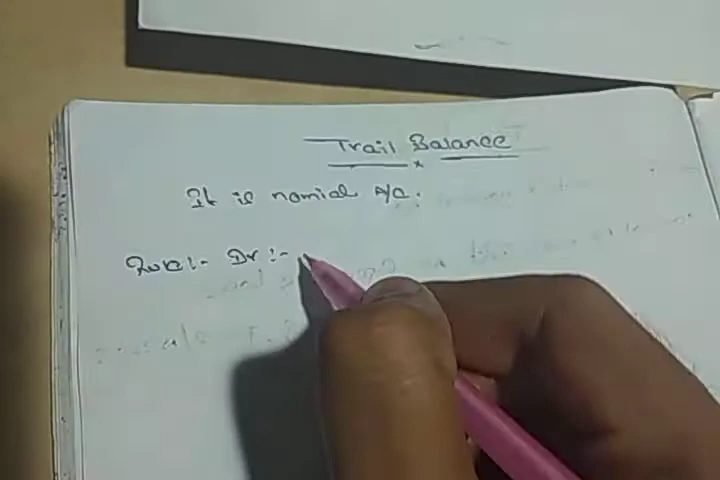 Trail Balance
It is nomial A/c.
Rule:- Dr :-